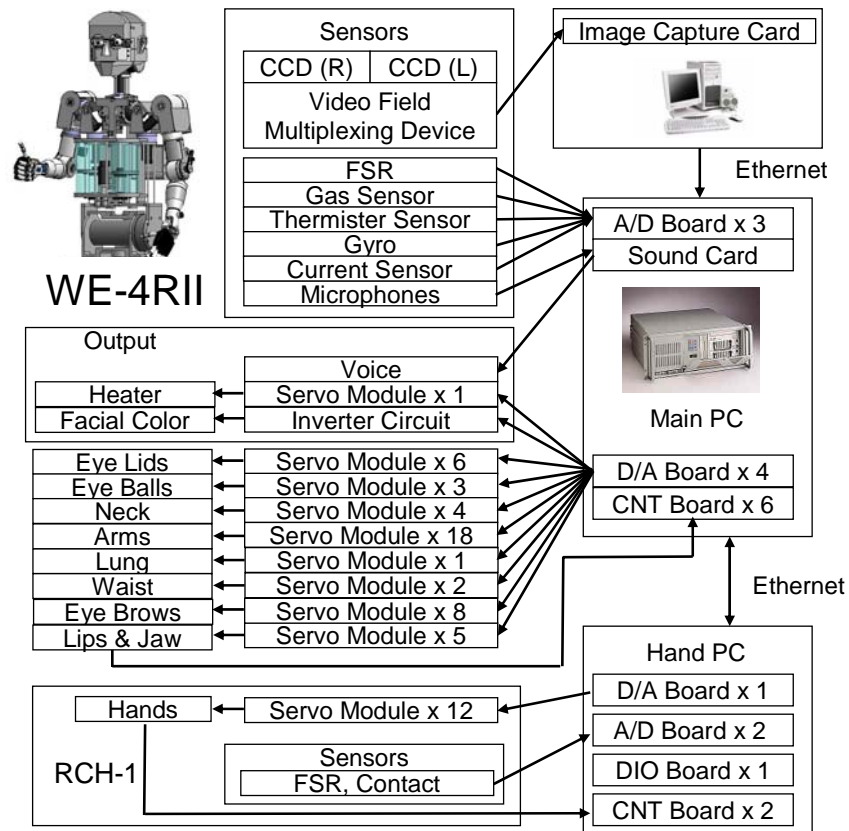 Sensors
CCD (R) CCD (L)
Video Field
Multiplexing Device
FSR
Gas Sensor
Thermister Sensor
Gyro
Current Sensor
Microphones
WE-4RII
Image Capture Card
Ethernet
A/D Board x 3
Sound Card
Main PC
D/A Board x 4
CNT Board x 6
Output
Voice
Heater Servo Module x 1
Facial Color Inverter Circuit
Eye Lids Servo Module x 6
Eye Balls Servo Module x 3
Neck Servo Module x 4
Arms Servo Module x 18
Lung Servo Module x 1
Waist Servo Module x 2
Eye Brows Servo Module x 8
Lips & Jaw Servo Module x 5
Ethernet
Hand PC
D/A Board x 1
A/D Board x 2
DIO Board x 1
CNT Board x 2
Hands Servo Module x 12
Sensors
FSR, Contact
RCH-1